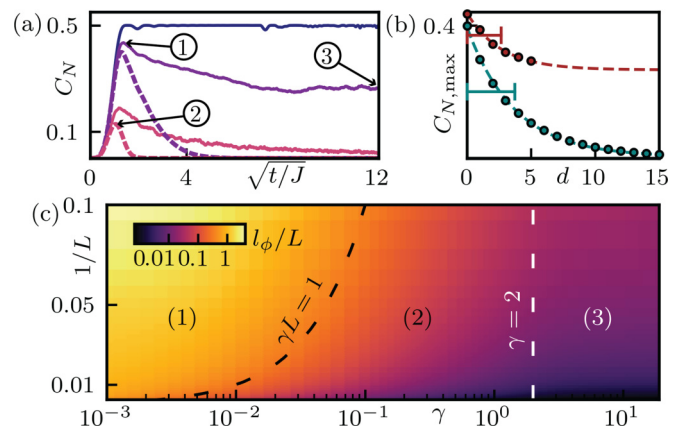 (a)
0.5
C_N
0.1
1
2
3
0
4
√t/J
12
(b)
0.4
C_{N,max}
0
5
d
10
15
(c)
0.1
1/L
0.05
0.01
0.01 0.1 1
l_ϕ/L
(1)
γL = 1
(2)
γ = 2
(3)
10^{-3}
10^{-2}
10^{-1}
γ
10^0
10^1